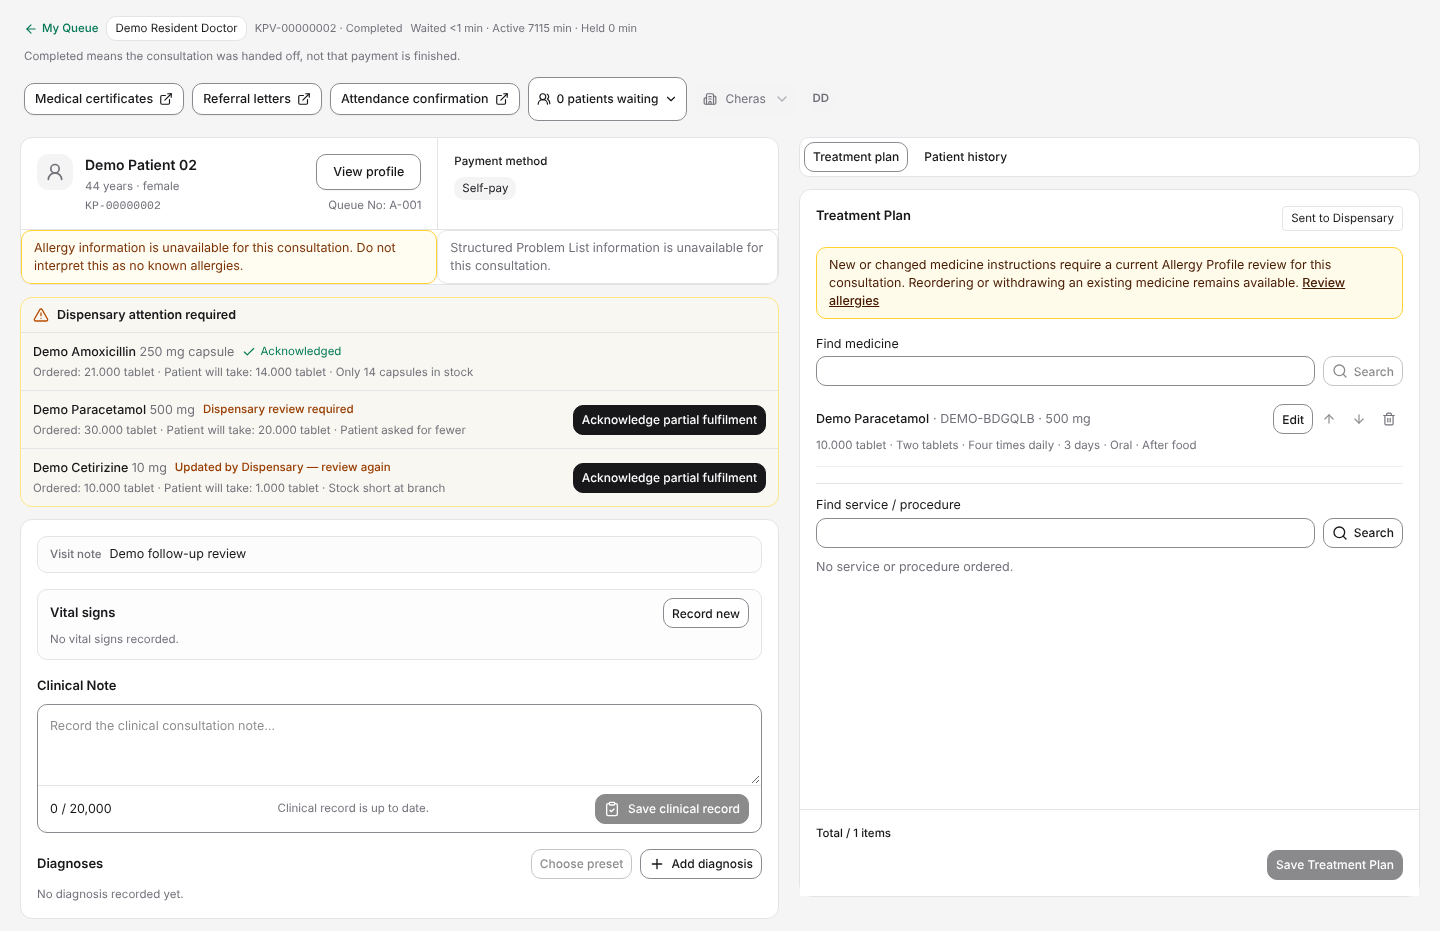 My Queue
Demo Resident Doctor
KPV-00000002 · Completed Waited <1 min · Active 7115 min · Held 0 min
Completed means the consultation was handed off, not that payment is finished.
Medical certificates
Referral letters
Attendance confirmation
0 patients waiting
Cheras
DD
Demo Patient 02
44 years · female
KP-00000002
View profile
Queue No: A-001
Payment method
Self-pay
Allergy information is unavailable for this consultation. Do not
interpret this as no known allergies.
Structured Problem List information is unavailable for
this consultation.
Dispensary attention required
Demo Amoxicillin 250 mg capsule Acknowledged
Ordered: 21.000 tablet · Patient will take: 14.000 tablet · Only 14 capsules in stock
Demo Paracetamol 500 mg Dispensary review required
Ordered: 30.000 tablet · Patient will take: 20.000 tablet · Patient asked for fewer
Acknowledge partial fulfilment
Demo Cetirizine 10 mg Updated by Dispensary — review again
Ordered: 10.000 tablet · Patient will take: 1.000 tablet · Stock short at branch
Acknowledge partial fulfilment
Visit note Demo follow-up review
Vital signs
Record new
No vital signs recorded.
Clinical Note
Record the clinical consultation note...
0 / 20,000
Clinical record is up to date.
Save clinical record
Diagnoses
Choose preset
Add diagnosis
No diagnosis recorded yet.
Treatment plan
Patient history
Treatment Plan
Sent to Dispensary
New or changed medicine instructions require a current Allergy Profile review for this
consultation. Reordering or withdrawing an existing medicine remains available. Review
allergies
Find medicine
Search
Demo Paracetamol · DEMO-BDGQLB · 500 mg
Edit
10.000 tablet · Two tablets · Four times daily · 3 days · Oral · After food
Find service / procedure
Search
No service or procedure ordered.
Total / 1 items
Save Treatment Plan